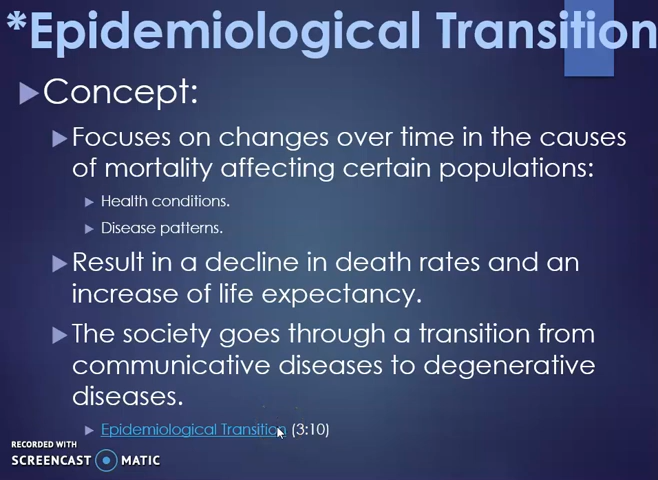 *Epidemiological Transition
Concept:
Focuses on changes over time in the causes
of mortality affecting certain populations:
Health conditions.
Disease patterns.
Result in a decline in death rates and an
increase of life expectancy.
The society goes through a transition from
communicative diseases to degenerative
diseases.
Epidemiological Transition (3:10)
RECORDED WITH
SCREENCAST MATIC